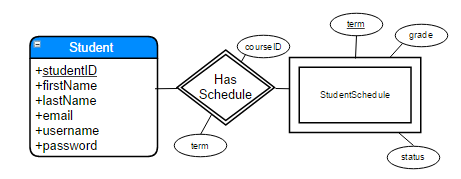 Student
+studentID
+firstName
+lastName
+email
+username
+password
courseID
Has
Schedule
term
term
grade
StudentSchedule
status